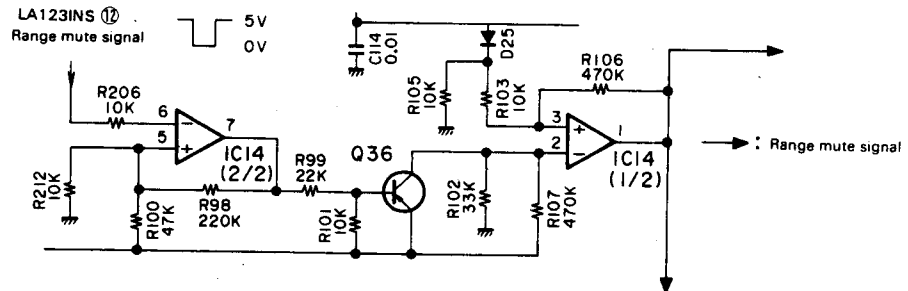 LA123INS ⑫
Range mute signal
5V
0V
C114
0.01
D25
R105
10K
R103
10K
R106
470K
R206
10K
6
5
7
-
+
IC14
(2/2)
R212
10K
R100
47K
R98
220K
R99
22K
R101
10K
Q36
R102
33K
R107
470K
3
2
1
+
-
IC14
(1/2)
: Range mute signal